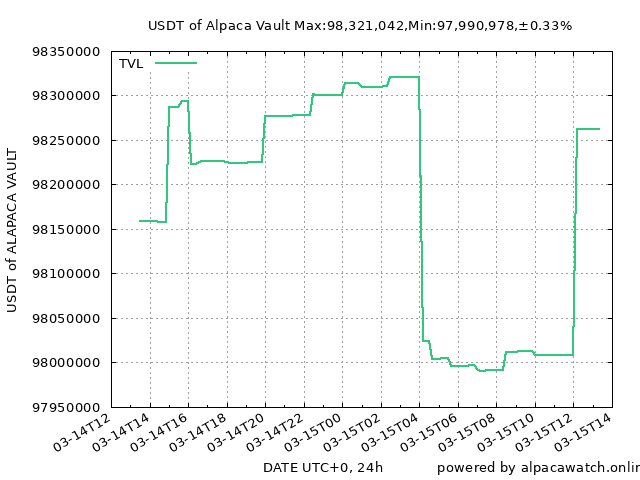 USDT of Alpaca Vault Max:98,321,042,Min:97,990,978,±0.33%
TVL
98350000
98300000
98250000
98200000
98150000
98100000
98050000
98000000
97950000
USDT of ALAPACA VAULT
03-14T12
03-14T14
03-14T16
03-14T18
03-14T20
03-14T22
03-15T00
03-15T02
03-15T04
03-15T06
03-15T08
03-15T10
03-15T12
03-15T14
DATE UTC+0, 24h
powered by alpacawatch.onlin